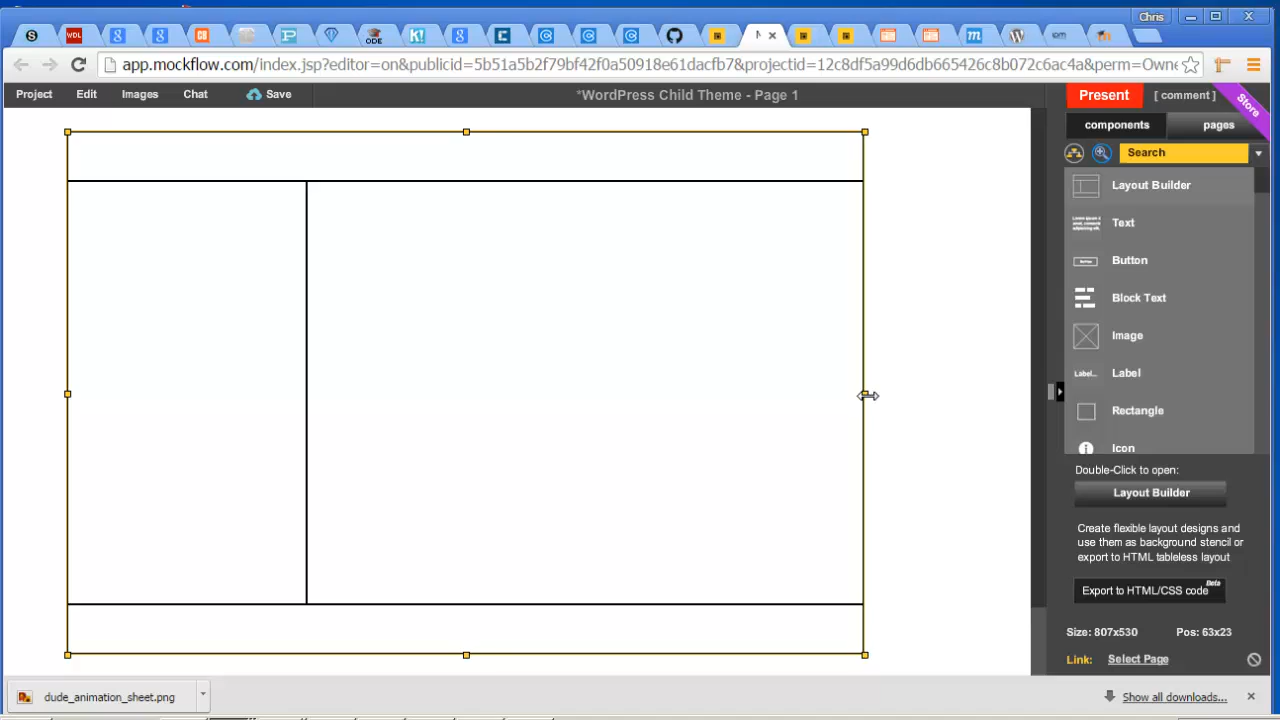 Chris
WDL
ODE
app.mockflow.com/index.jsp?editor=on&publicid=5b51a5b2f79bf42f0a50918e61dacfb7&projectid=12c8df5a99d6db665426c8b072c6ac4a&perm=Owne
Project Edit Images Chat Save *WordPress Child Theme - Page 1 Present [ comment ] Store
components pages
Search
Layout Builder
Text
Button
Block Text
Image
Label... Label
Rectangle
Icon
Double-Click to open:
Layout Builder
Create flexible layout designs and
use them as background stencil or
export to HTML tableless layout
Export to HTML/CSS code Beta
Size: 807x530 Pos: 63x23
Link: Select Page
dude_animation_sheet.png Show all downloads...